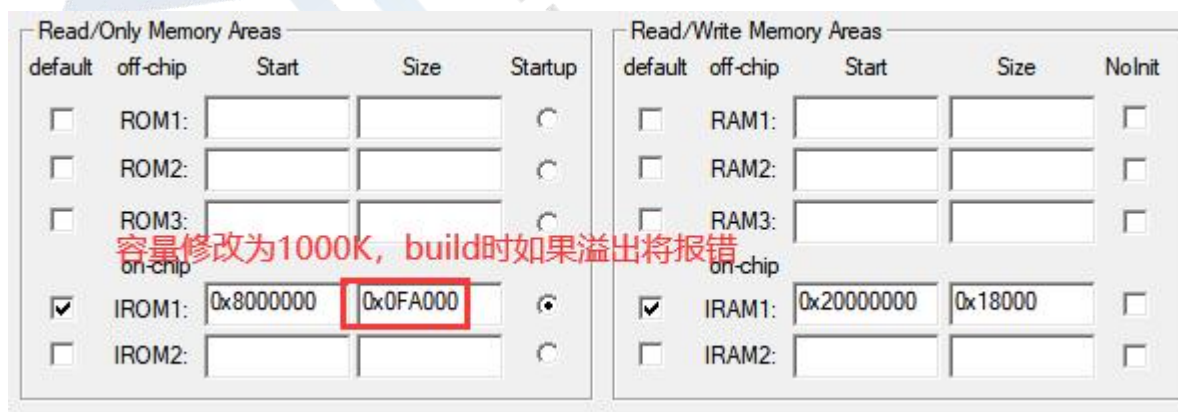 Read/Only Memory Areas
default off-chip Start Size Startup
ROM1:
ROM2:
ROM3:
on-chip
IROM1: 0x8000000 0x0FA000
IROM2:
Read/Write Memory Areas
default off-chip Start Size NoInit
RAM1:
RAM2:
RAM3:
on-chip
IRAM1: 0x20000000 0x18000
IRAM2:
容量修改为1000K，build时如果溢出将报错